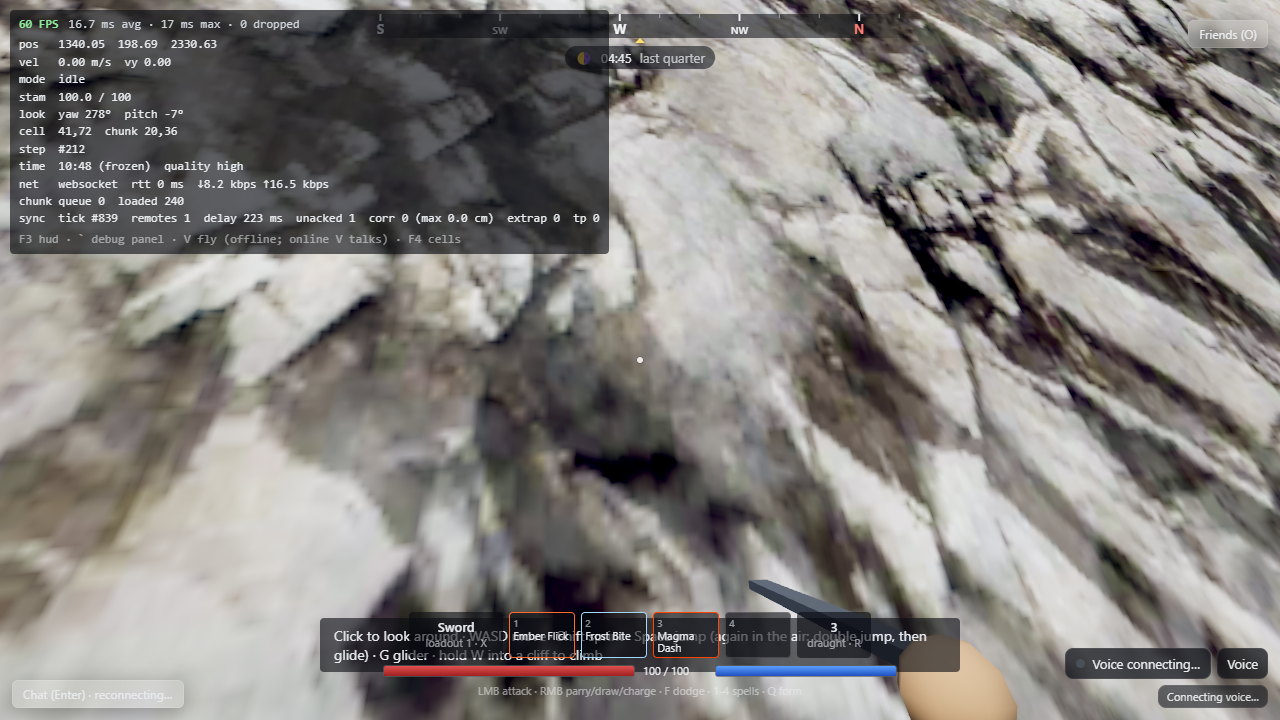 60 FPS 16.7 ms avg · 17 ms max · 0 dropped
pos 1340.05 198.69 2330.63
vel 0.00 m/s vy 0.00
mode idle
stam 100.0 / 100
look yaw 278° pitch -7°
cell 41,72 chunk 20,36
step #212
time 10:48 (frozen) quality high
net websocket rtt 0 ms ↓8.2 kbps ↑16.5 kbps
chunk queue 0 loaded 240
sync tick #839 remotes 1 delay 223 ms unacked 1 corr 0 (max 0.0 cm) extrap 0 tp 0
F3 hud · ` debug panel · V fly (offline; online V talks) · F4 cells
S SW W NW N
04:45 last quarter
Friends (O)
Sword
loadout 1 · X
1 Ember Flick
2 Frost Bite
3 Magma Dash
4
3
draught · R
Click to look around · WASD (again in the air: double jump, then
glide) · G glider · hold W into a cliff to climb
100 / 100
LMB attack · RMB parry/draw/charge · F dodge · 1-4 spells · Q form
Chat (Enter) · reconnecting...
Voice connecting...
Voice
Connecting voice...